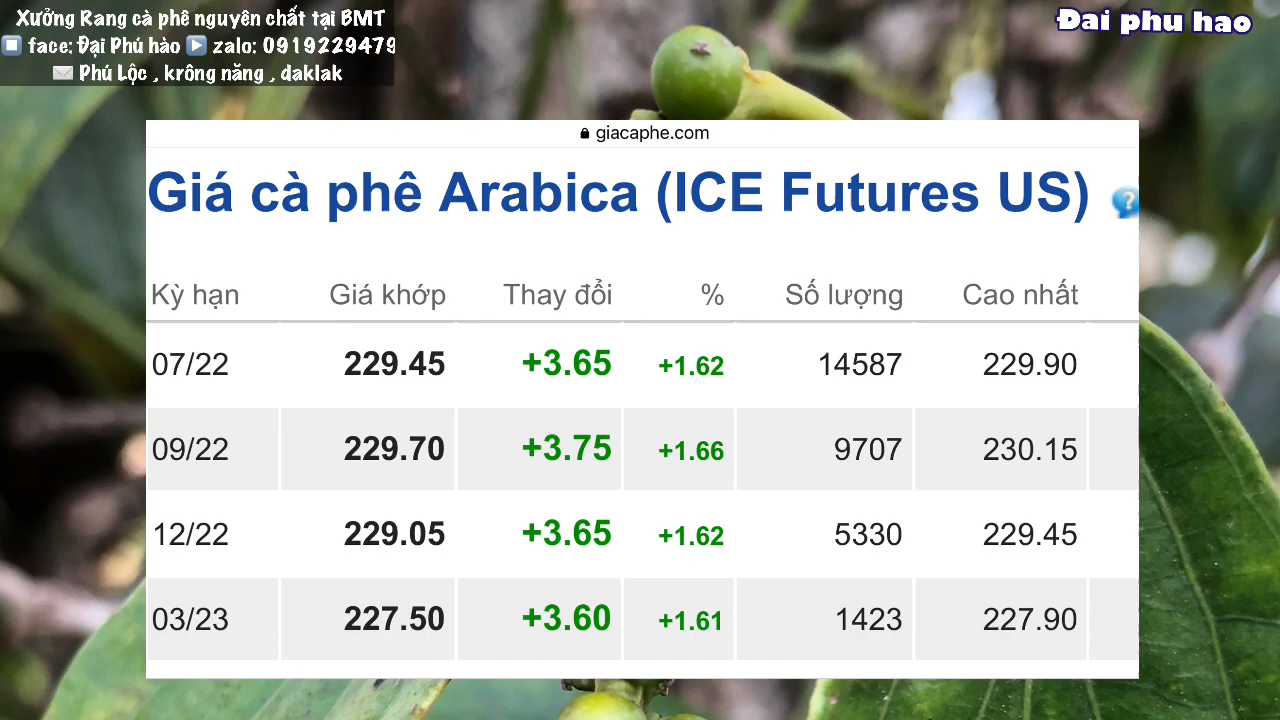 Xưởng Rang cà phê nguyên chất tại BMT
face: Đại Phú hào zalo: 0919229479
Phú Lộc , krông năng , daklak
Đai phu hao
giacaphe.com
Giá cà phê Arabica (ICE Futures US) ?
Kỳ hạn Giá khớp Thay đổi % Số lượng Cao nhất
07/22 229.45 +3.65 +1.62 14587 229.90
09/22 229.70 +3.75 +1.66 9707 230.15
12/22 229.05 +3.65 +1.62 5330 229.45
03/23 227.50 +3.60 +1.61 1423 227.90